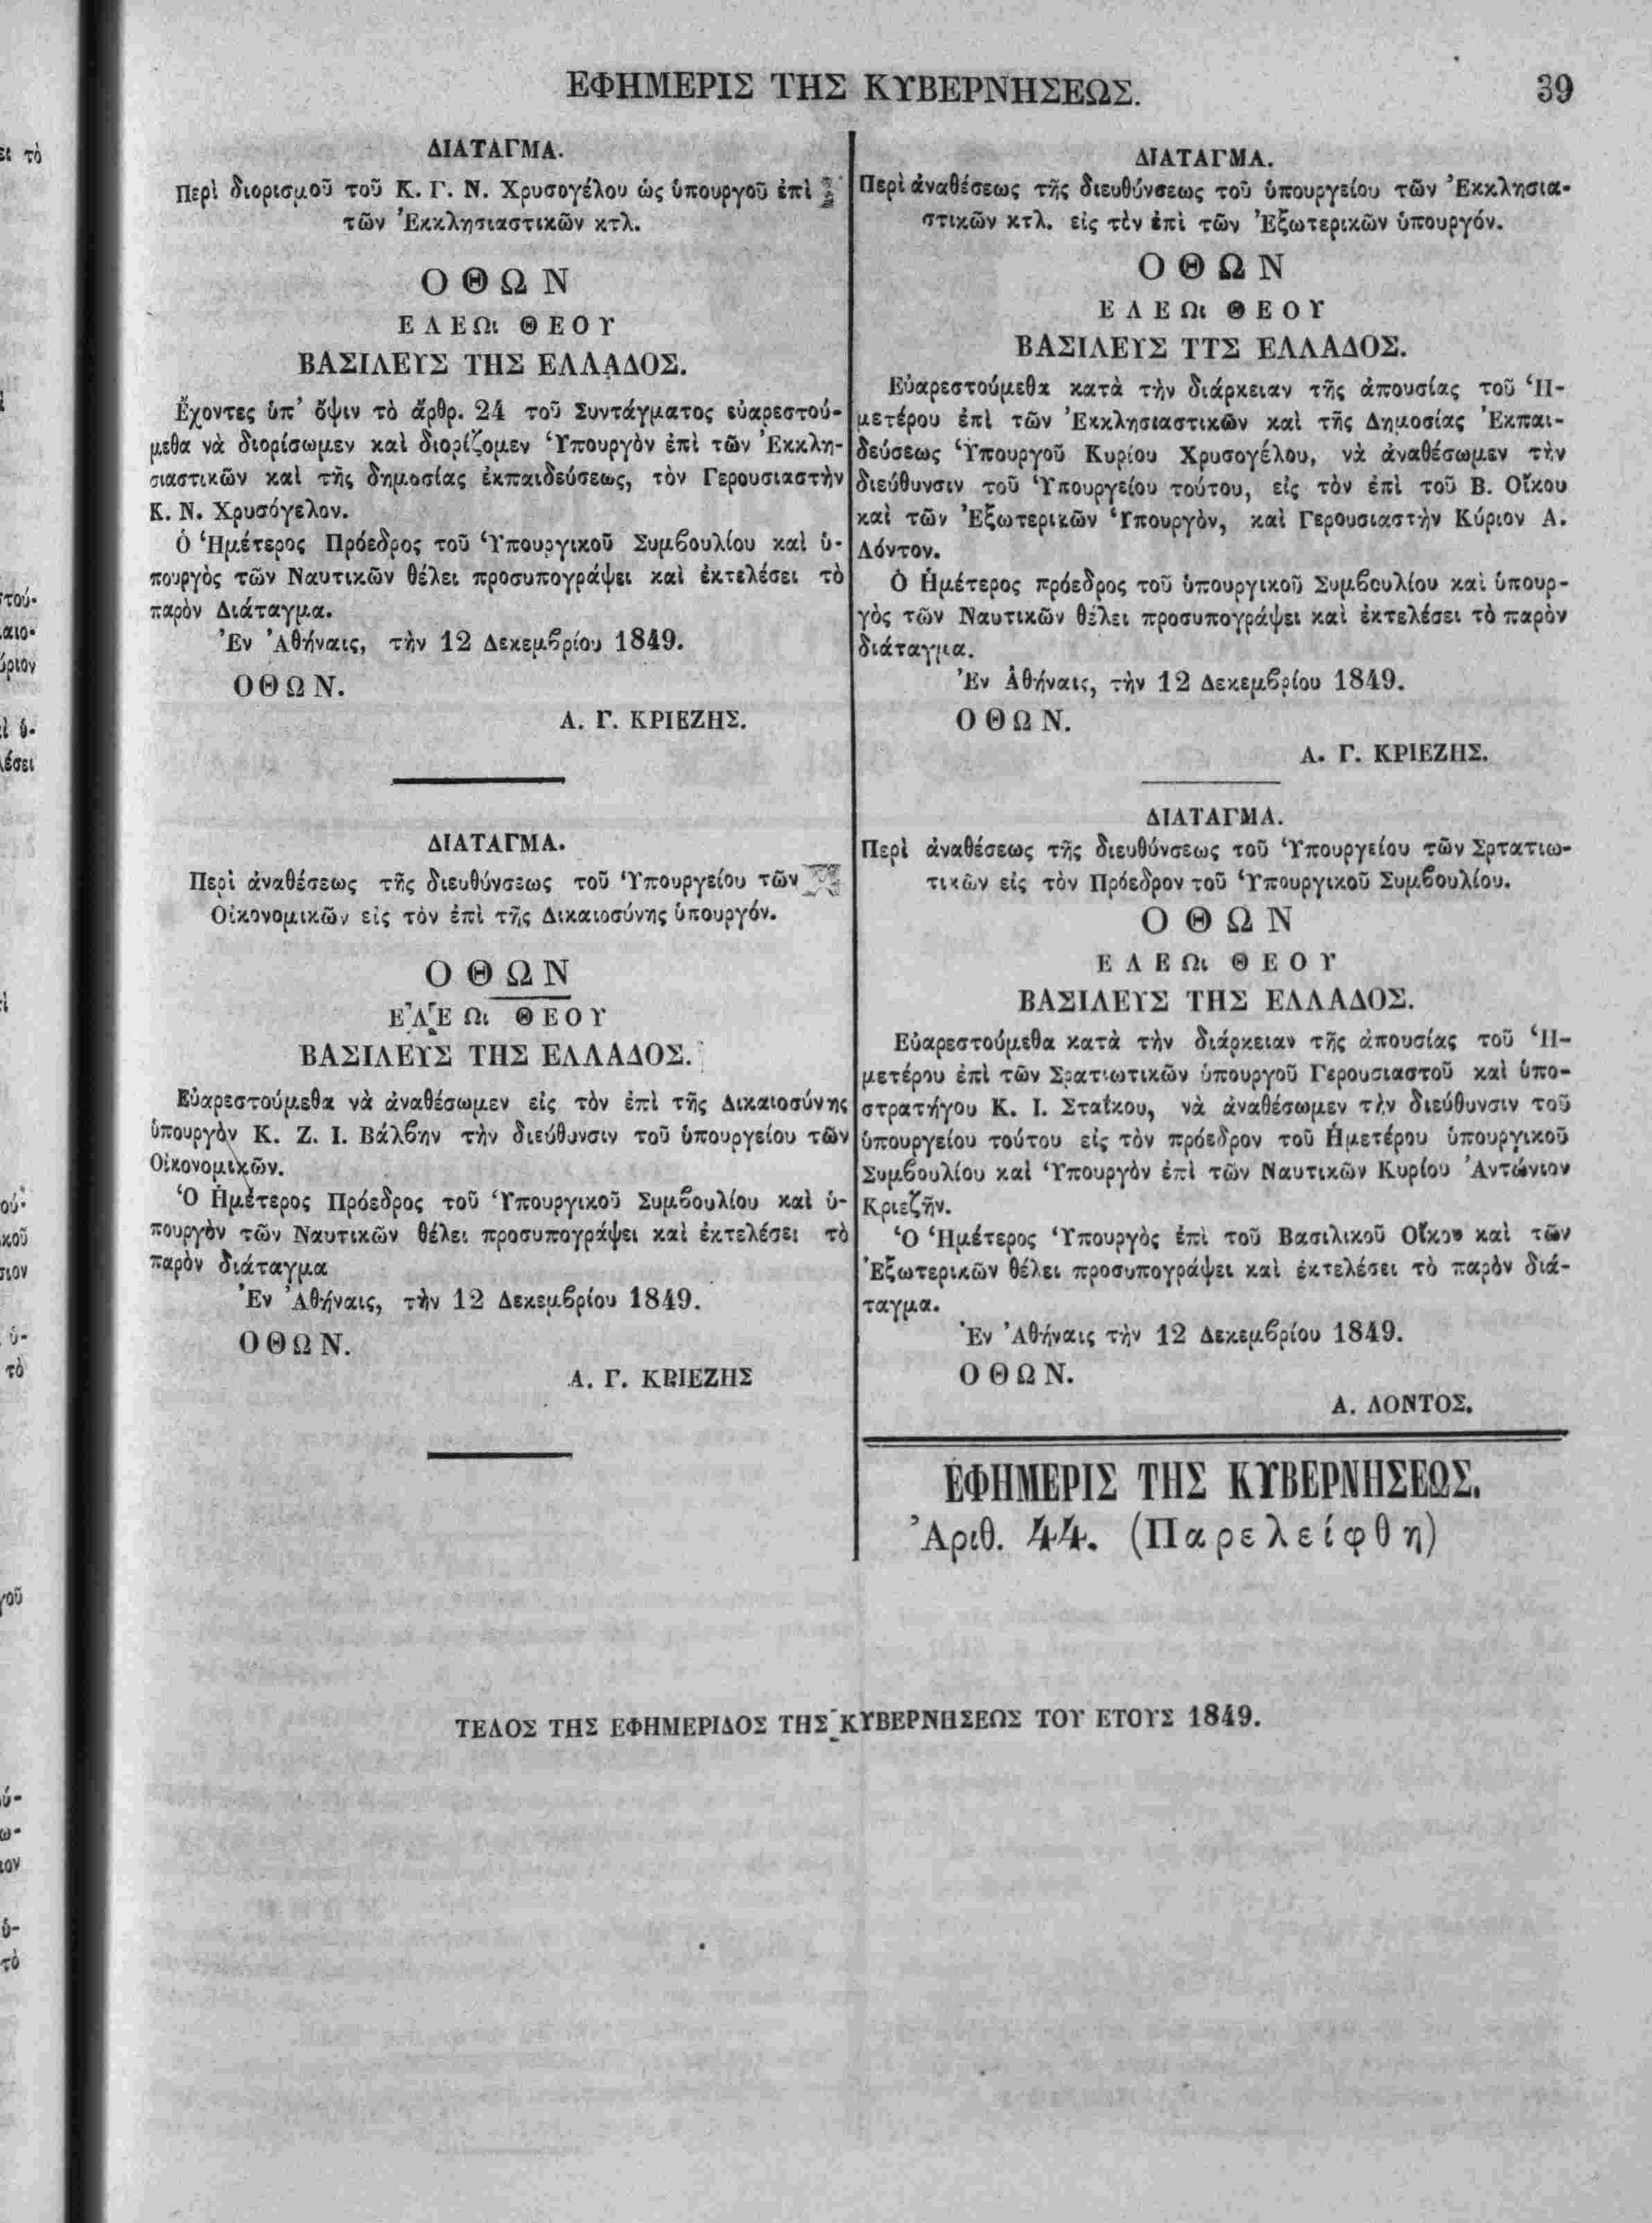 ΕΦΗΜΕΡΙΣ ΤΗΣ ΚΥΒΕΡΝΗΣΕΩΣ.
39
ΔΙΑΤΑΓΜΑ.
Περὶ διορισμοῦ τοῦ Κ. Γ. Ν. Χρυσογέλου ὡς ὑπουργοῦ ἐπὶ
τῶν Ἐκκλησιαστικῶν κτλ.
ΟΘΩΝ
ΕΛΕΩι ΘΕΟΥ
ΒΑΣΙΛΕΥΣ ΤΗΣ ΕΛΛΑΔΟΣ.
Ἔχοντες ὑπ' ὄψιν τὸ ἄρθρ. 24 τοῦ Συντάγματος εὐαρεστού-
μεθα νὰ διορίσωμεν καὶ διορίζομεν Ὑπουργὸν ἐπὶ τῶν Ἐκκλη-
σιαστικῶν καὶ τῆς δημοσίας ἐκπαιδεύσεως, τὸν Γερουσιαστὴν
Κ. Ν. Χρυσόγελον.
Ὁ Ἡμέτερος Πρόεδρος τοῦ Ὑπουργικοῦ Συμβουλίου καὶ ὑ-
πουργὸς τῶν Ναυτικῶν θέλει προσυπογράψει καὶ ἐκτελέσει τὸ
παρὸν Διάταγμα.
Ἐν Ἀθήναις, τὴν 12 Δεκεμβρίου 1849.
ΟΘΩΝ.
Α. Γ. ΚΡΙΕΖΗΣ.
ΔΙΑΤΑΓΜΑ.
Περὶ ἀναθέσεως τῆς διευθύνσεως τοῦ Ὑπουργείου τῶν
Οἰκονομικῶν εἰς τὸν ἐπὶ τῆς Δικαιοσύνης ὑπουργόν.
ΟΘΩΝ
ΕΛΕΩι ΘΕΟΥ
ΒΑΣΙΛΕΥΣ ΤΗΣ ΕΛΛΑΔΟΣ.
Εὐαρεστούμεθα νὰ ἀναθέσωμεν εἰς τὸν ἐπὶ τῆς Δικαιοσύνης
ὑπουργὸν Κ. Ζ. Ι. Βάλβην τὴν διεύθυνσιν τοῦ ὑπουργείου τῶν
Οἰκονομικῶν.
Ὁ Ἡμέτερος Πρόεδρος τοῦ Ὑπουργικοῦ Συμβουλίου καὶ ὑ-
πουργὸν τῶν Ναυτικῶν θέλει προσυπογράψει καὶ ἐκτελέσει τὸ
παρὸν διάταγμα
Ἐν Ἀθήναις, τὴν 12 Δεκεμβρίου 1849.
ΟΘΩΝ.
Α. Γ. ΚΡΙΕΖΗΣ
ΔΙΑΤΑΓΜΑ.
Περὶ ἀναθέσεως τῆς διευθύνσεως τοῦ ὑπουργείου τῶν Ἐκκλησια-
στικῶν κτλ. εἰς τὸν ἐπὶ τῶν Ἐξωτερικῶν ὑπουργόν.
ΟΘΩΝ
ΕΛΕΩι ΘΕΟΥ
ΒΑΣΙΛΕΥΣ ΤΤΣ ΕΛΛΑΔΟΣ.
Εὐαρεστούμεθα κατὰ τὴν διάρκειαν τῆς ἀπουσίας τοῦ Ἡ-
μετέρου ἐπὶ τῶν Ἐκκλησιαστικῶν καὶ τῆς Δημοσίας Ἐκπαι-
δεύσεως Ὑπουργοῦ Κυρίου Χρυσογέλου, νὰ ἀναθέσωμεν τὴν
διεύθυνσιν τοῦ Ὑπουργείου τούτου, εἰς τὸν ἐπὶ τοῦ Β. Οἴκου
καὶ τῶν Ἐξωτερικῶν Ὑπουργὸν, καὶ Γερουσιαστὴν Κύριον Α.
Λόντον.
Ὁ Ἡμέτερος πρόεδρος τοῦ ὑπουργικοῦ Συμβουλίου καὶ ὑπουρ-
γὸς τῶν Ναυτικῶν θέλει προσυπογράψει καὶ ἐκτελέσει τὸ παρὸν
διάταγμα.
Ἐν Ἀθήναις, τὴν 12 Δεκεμβρίου 1849.
ΟΘΩΝ.
Α. Γ. ΚΡΙΕΖΗΣ.
ΔΙΑΤΑΓΜΑ.
Περὶ ἀναθέσεως τῆς διευθύνσεως τοῦ Ὑπουργείου τῶν Σρτατιω-
τικῶν εἰς τὸν Πρόεδρον τοῦ Ὑπουργικοῦ Συμβουλίου.
ΟΘΩΝ
ΕΛΕΩι ΘΕΟΥ
ΒΑΣΙΛΕΥΣ ΤΗΣ ΕΛΛΑΔΟΣ.
Εὐαρεστούμεθα κατὰ τὴν διάρκειαν τῆς ἀπουσίας τοῦ Ἡ-
μετέρου ἐπὶ τῶν Σρατιωτικῶν ὑπουργοῦ Γερουσιαστοῦ καὶ ὑπο-
στρατήγου Κ. Ι. Σταΐκου, νὰ ἀναθέσωμεν τὴν διεύθυνσιν τοῦ
ὑπουργείου τούτου εἰς τὸν πρόεδρον τοῦ Ἡμετέρου ὑπουργικοῦ
Συμβουλίου καὶ Ὑπουργὸν ἐπὶ τῶν Ναυτικῶν Κυρίου Ἀντώνιον
Κριεζῆν.
Ὁ Ἡμέτερος Ὑπουργὸς ἐπὶ τοῦ Βασιλικοῦ Οἴκου καὶ τῶν
Ἐξωτερικῶν θέλει προσυπογράψει καὶ ἐκτελέσει τὸ παρὸν διά-
ταγμα.
Ἐν Ἀθήναις τὴν 12 Δεκεμβρίου 1849.
ΟΘΩΝ.
Α. ΛΟΝΤΟΣ.
ΕΦΗΜΕΡΙΣ ΤΗΣ ΚΥΒΕΡΝΗΣΕΩΣ.
Ἀριθ. 44. (Παρελείφθη)
ΤΕΛΟΣ ΤΗΣ ΕΦΗΜΕΡΙΔΟΣ ΤΗΣ ΚΥΒΕΡΝΗΣΕΩΣ ΤΟΥ ΕΤΟΥΣ 1849.